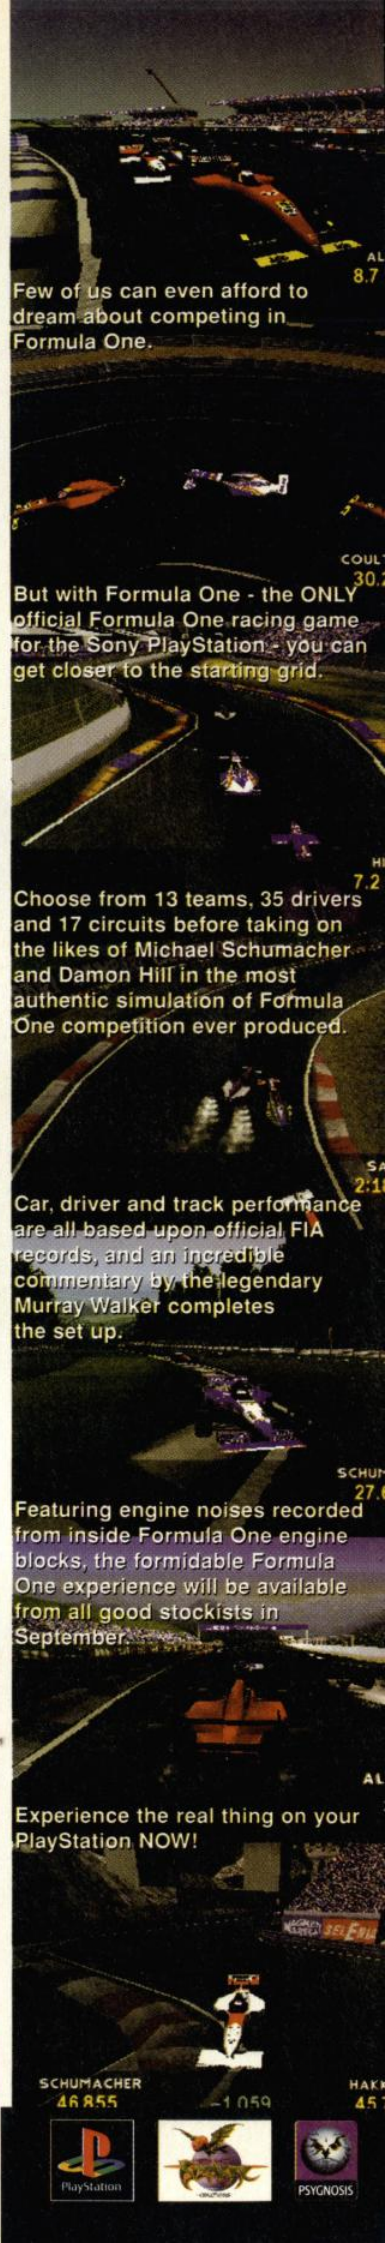 AL
8.7
Few of us can even afford to
dream about competing in
Formula One.
COULT
30.2
But with Formula One - the ONLY
official Formula One racing game
for the Sony PlayStation - you can
get closer to the starting grid.
HI
7.2
Choose from 13 teams, 35 drivers
and 17 circuits before taking on
the likes of Michael Schumacher
and Damon Hill in the most
authentic simulation of Formula
One competition ever produced.
SA
2:18
Car, driver and track performance
are all based upon official FIA
records, and an incredible
commentary by the legendary
Murray Walker completes
the set up.
SCHUM
27.6
Featuring engine noises recorded
from inside Formula One engine
blocks, the formidable Formula
One experience will be available
from all good stockists in
September.
AL
Experience the real thing on your
PlayStation NOW!
SCHUMACHER HAKK
46.855 -1.059 45.7
PlayStation
PSYGNOSIS